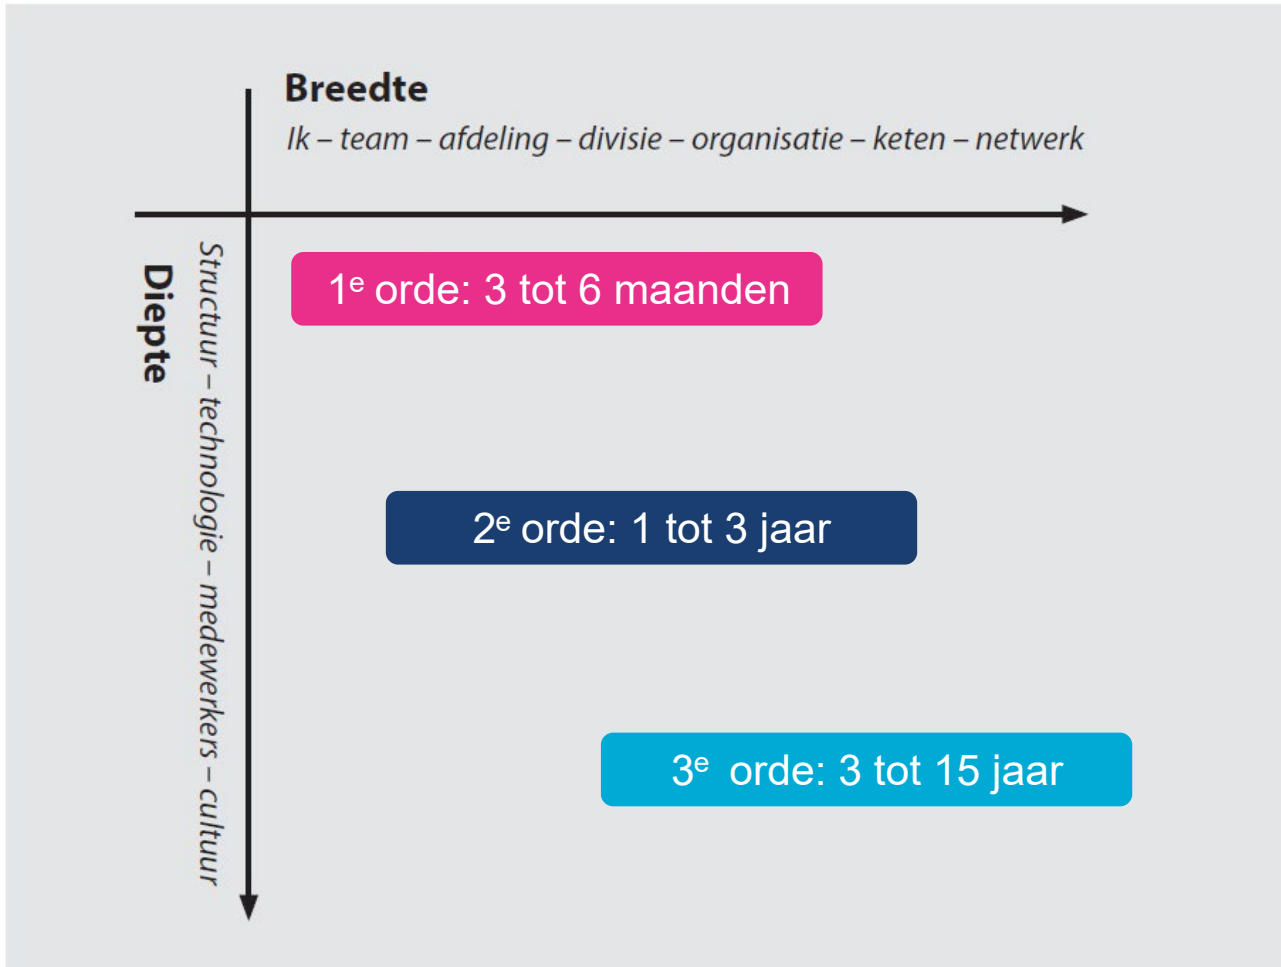 Breedte
Ik – team – afdeling – divisie – organisatie – keten – netwerk
Diepte
Structuur – technologie – medewerkers – cultuur
1e orde: 3 tot 6 maanden
2e orde: 1 tot 3 jaar
3e orde: 3 tot 15 jaar